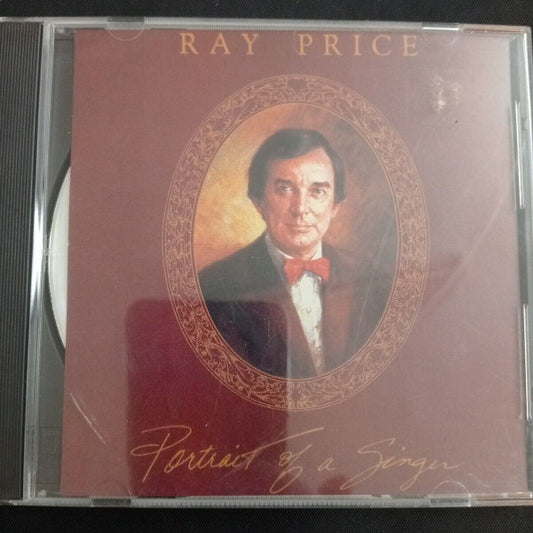 RAY PRICE
Portrait of a Singer